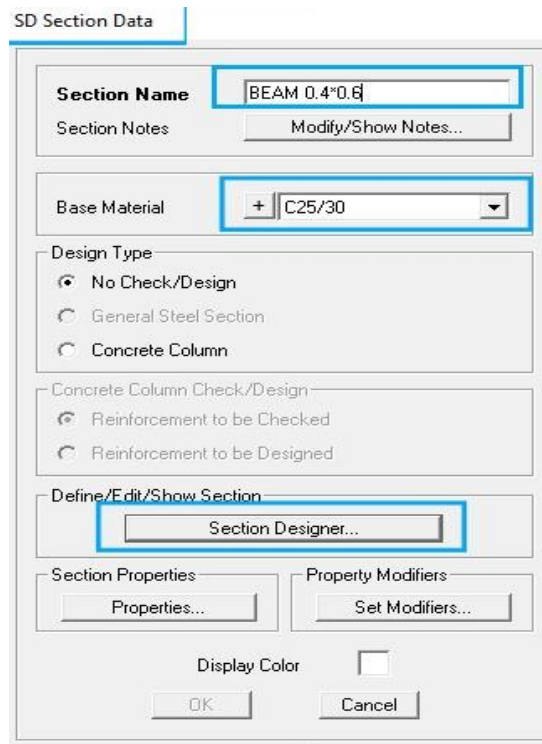 SD Section Data
Section Name BEAM 0.4*0.6
Section Notes Modify/Show Notes...
Base Material + C25/30
Design Type
No Check/Design
General Steel Section
Concrete Column
Concrete Column Check/Design
Reinforcement to be Checked
Reinforcement to be Designed
Define/Edit/Show Section
Section Designer...
Section Properties Property Modifiers
Properties... Set Modifiers...
Display Color
OK Cancel